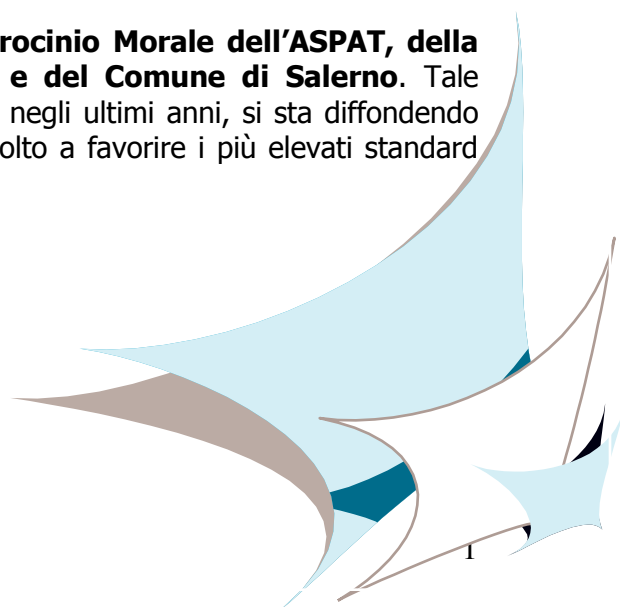 rocinio Morale dell’ASPAT, della
e del Comune di Salerno. Tale
negli ultimi anni, si sta diffondendo
olto a favorire i più elevati standard
1